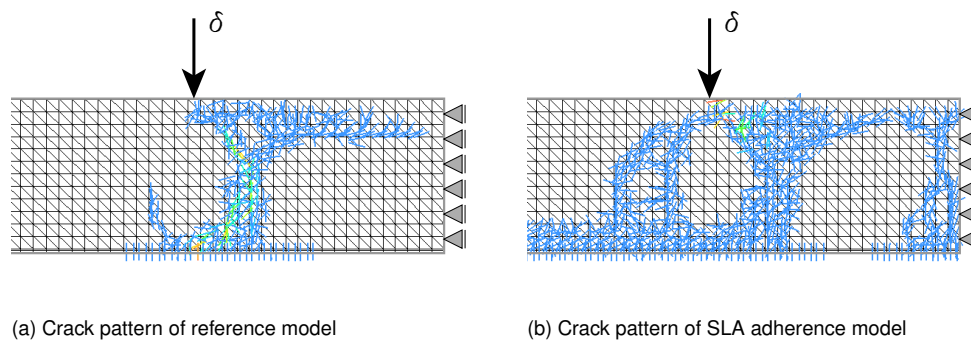 δ
δ
(a) Crack pattern of reference model
(b) Crack pattern of SLA adherence model